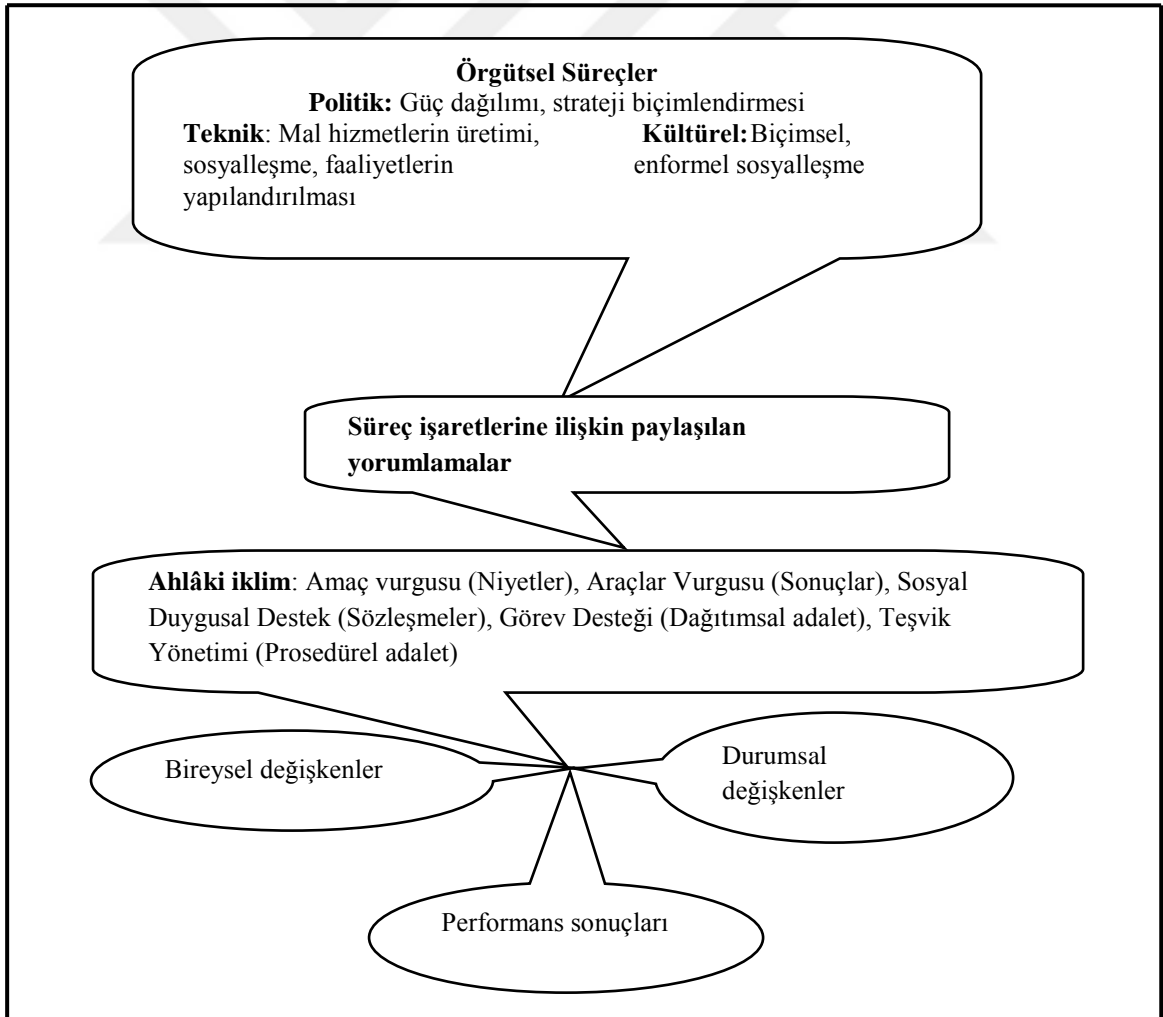 Örgütsel Süreçler
Politik: Güç dağılımı, strateji biçimlendirmesi
Teknik: Mal hizmetlerin üretimi,
sosyalleşme, faaliyetlerin
yapılandırılması
Kültürel:Biçimsel,
enformel sosyalleşme
Süreç işaretlerine ilişkin paylaşılan
yorumlamalar
Ahlâki iklim: Amaç vurgusu (Niyetler), Araçlar Vurgusu (Sonuçlar), Sosyal
Duygusal Destek (Sözleşmeler), Görev Desteği (Dağıtımsal adalet), Teşvik
Yönetimi (Prosedürel adalet)
Bireysel değişkenler
Durumsal
değişkenler
Performans sonuçları